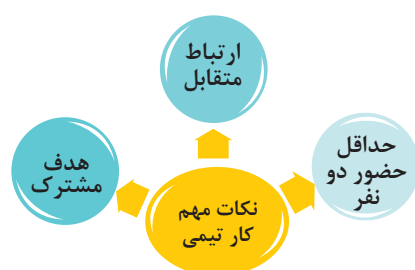 ارتباط
متقابل
حداقل
حضور دو
نفر
هدف
مشترک
نکات مهم
کار تیمی